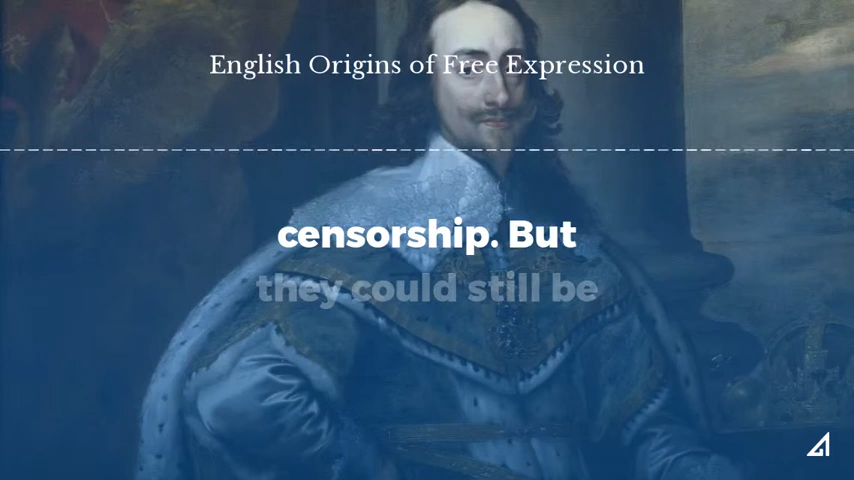 English Origins of Free Expression
censorship. But
they could still be